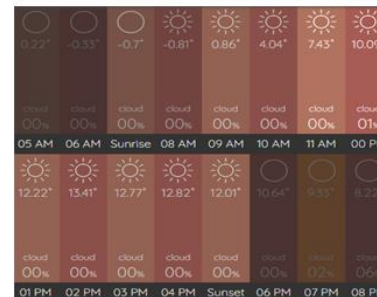 0.22° -0.33° -0.7° -0.81° 0.86° 4.04° 7.43° 10.09
cloud cloud cloud cloud cloud cloud cloud cloud
00% 00% 00% 00% 00% 00% 00% 01%
05 AM 06 AM Sunrise 08 AM 09 AM 10 AM 11 AM 00 P
12.22° 13.41° 12.77° 12.82° 12.01° 10.64° 9.33° 8.22
cloud cloud cloud cloud cloud cloud cloud cloud
00% 00% 00% 00% 00% 00% 02% 06
01 PM 02 PM 03 PM 04 PM Sunset 06 PM 07 PM 08 P